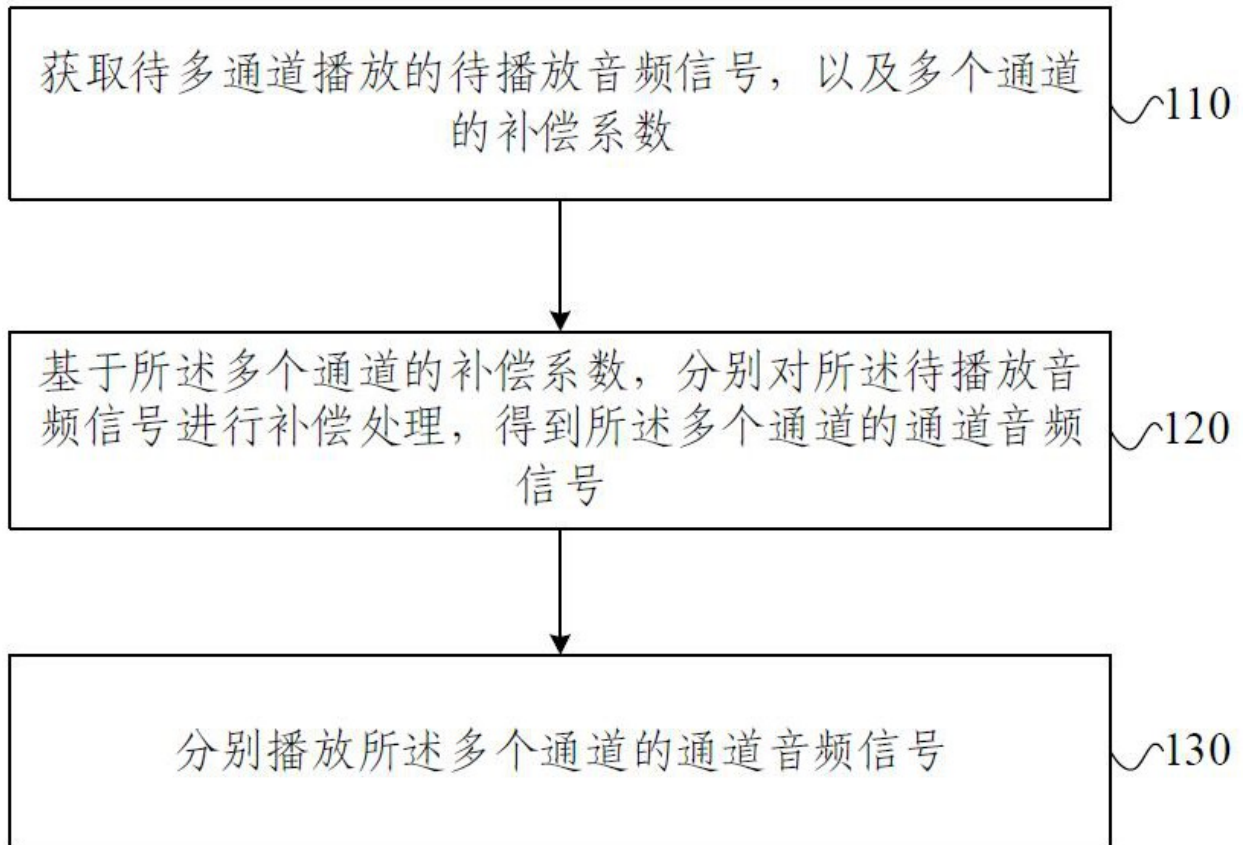 获取待多通道播放的待播放音频信号，以及多个通道
的补偿系数
110
基于所述多个通道的补偿系数，分别对所述待播放音
频信号进行补偿处理，得到所述多个通道的通道音频
信号
120
分别播放所述多个通道的通道音频信号
130